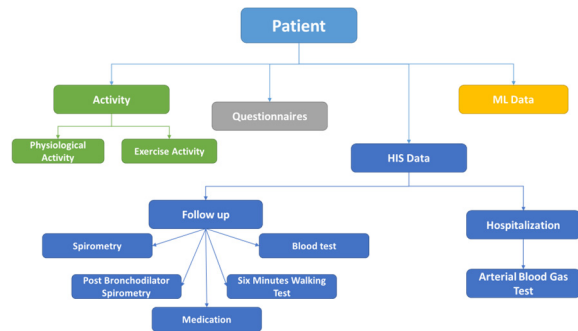 Patient
Activity
Questionnaires
ML Data
Physiological
Activity
Exercise Activity
HIS Data
Follow up
Hospitalization
Spirometry
Blood test
Post Bronchodilator
Spirometry
Six Minutes Walking
Test
Arterial Blood Gas
Test
Medication